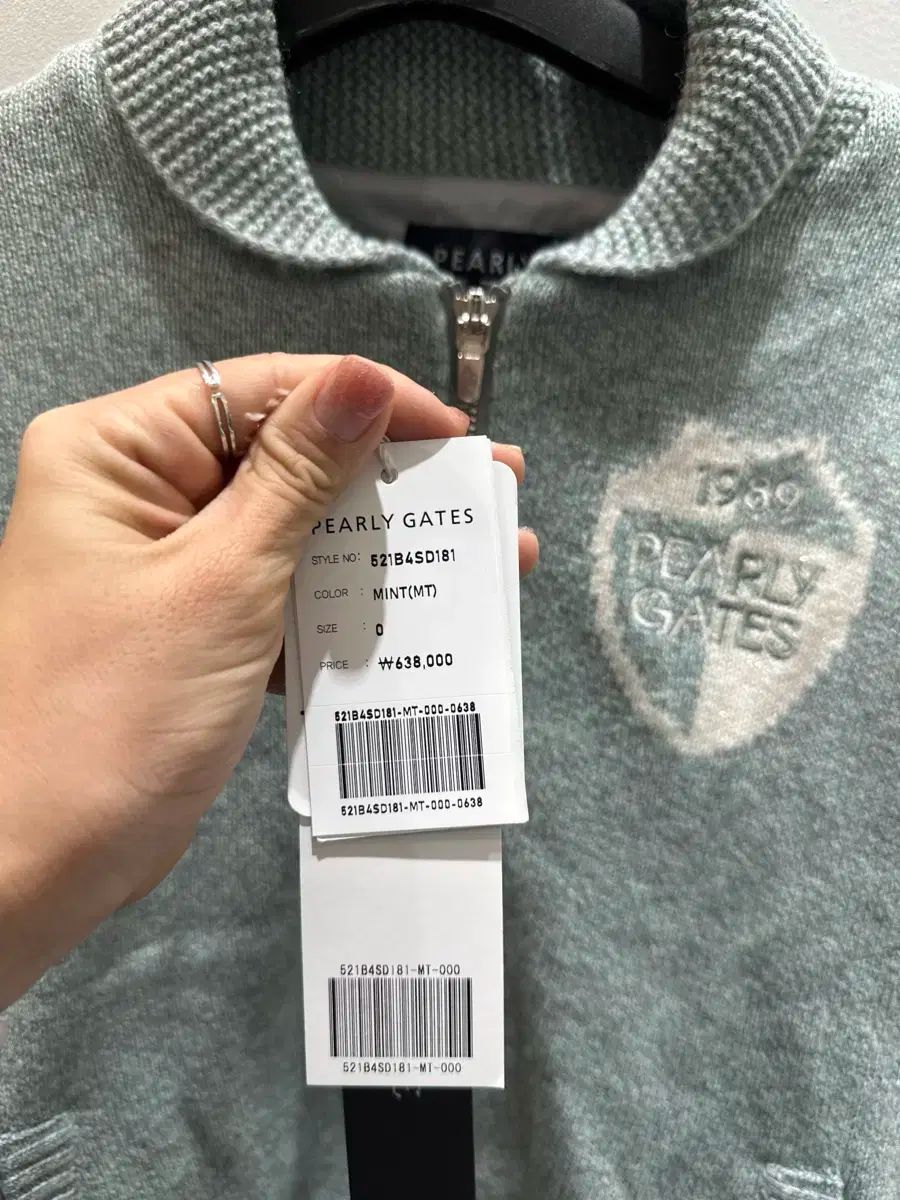 PEARLY
1969
PEARLY
GATES
PEARLY GATES
STYLE NO: 521B4SD181
COLOR : MINT(MT)
SIZE : 0
PRICE : ₩638,000
521B4SD181-MT-000-0638
521B4SD181-MT-000-0638
521B4SD181-MT-000
521B4SD181-MT-000